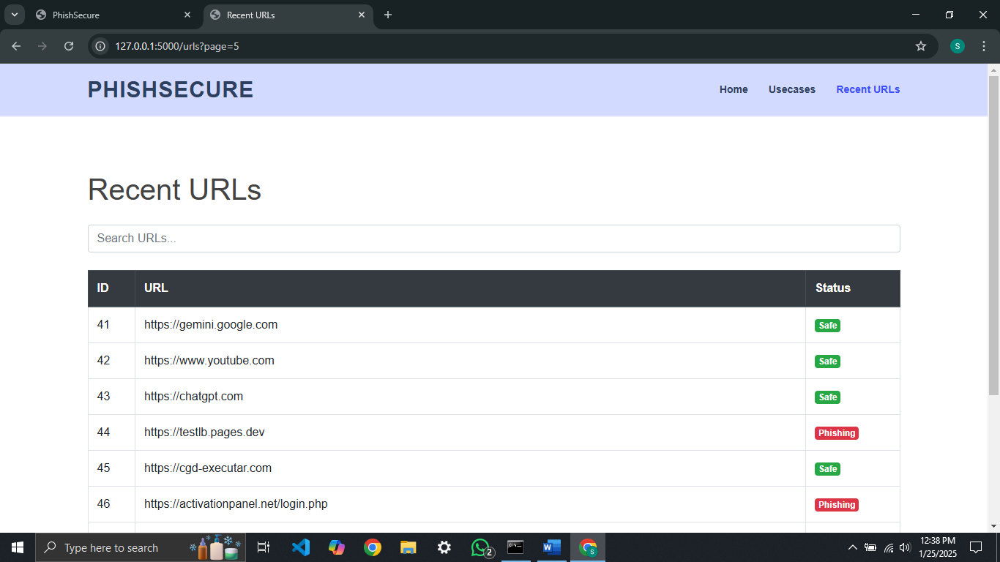 PhishSecure
Recent URLs
127.0.0.1:5000/urls?page=5
S
PHISHSECURE
Home Usecases Recent URLs
Recent URLs
Search URLs...
ID URL Status
41 https://gemini.google.com Safe
42 https://www.youtube.com Safe
43 https://chatgpt.com Safe
44 https://testlb.pages.dev Phishing
45 https://cgd-executar.com Safe
46 https://activationpanel.net/login.php Phishing
Type here to search
2
W
S
12:38 PM
1/25/2025